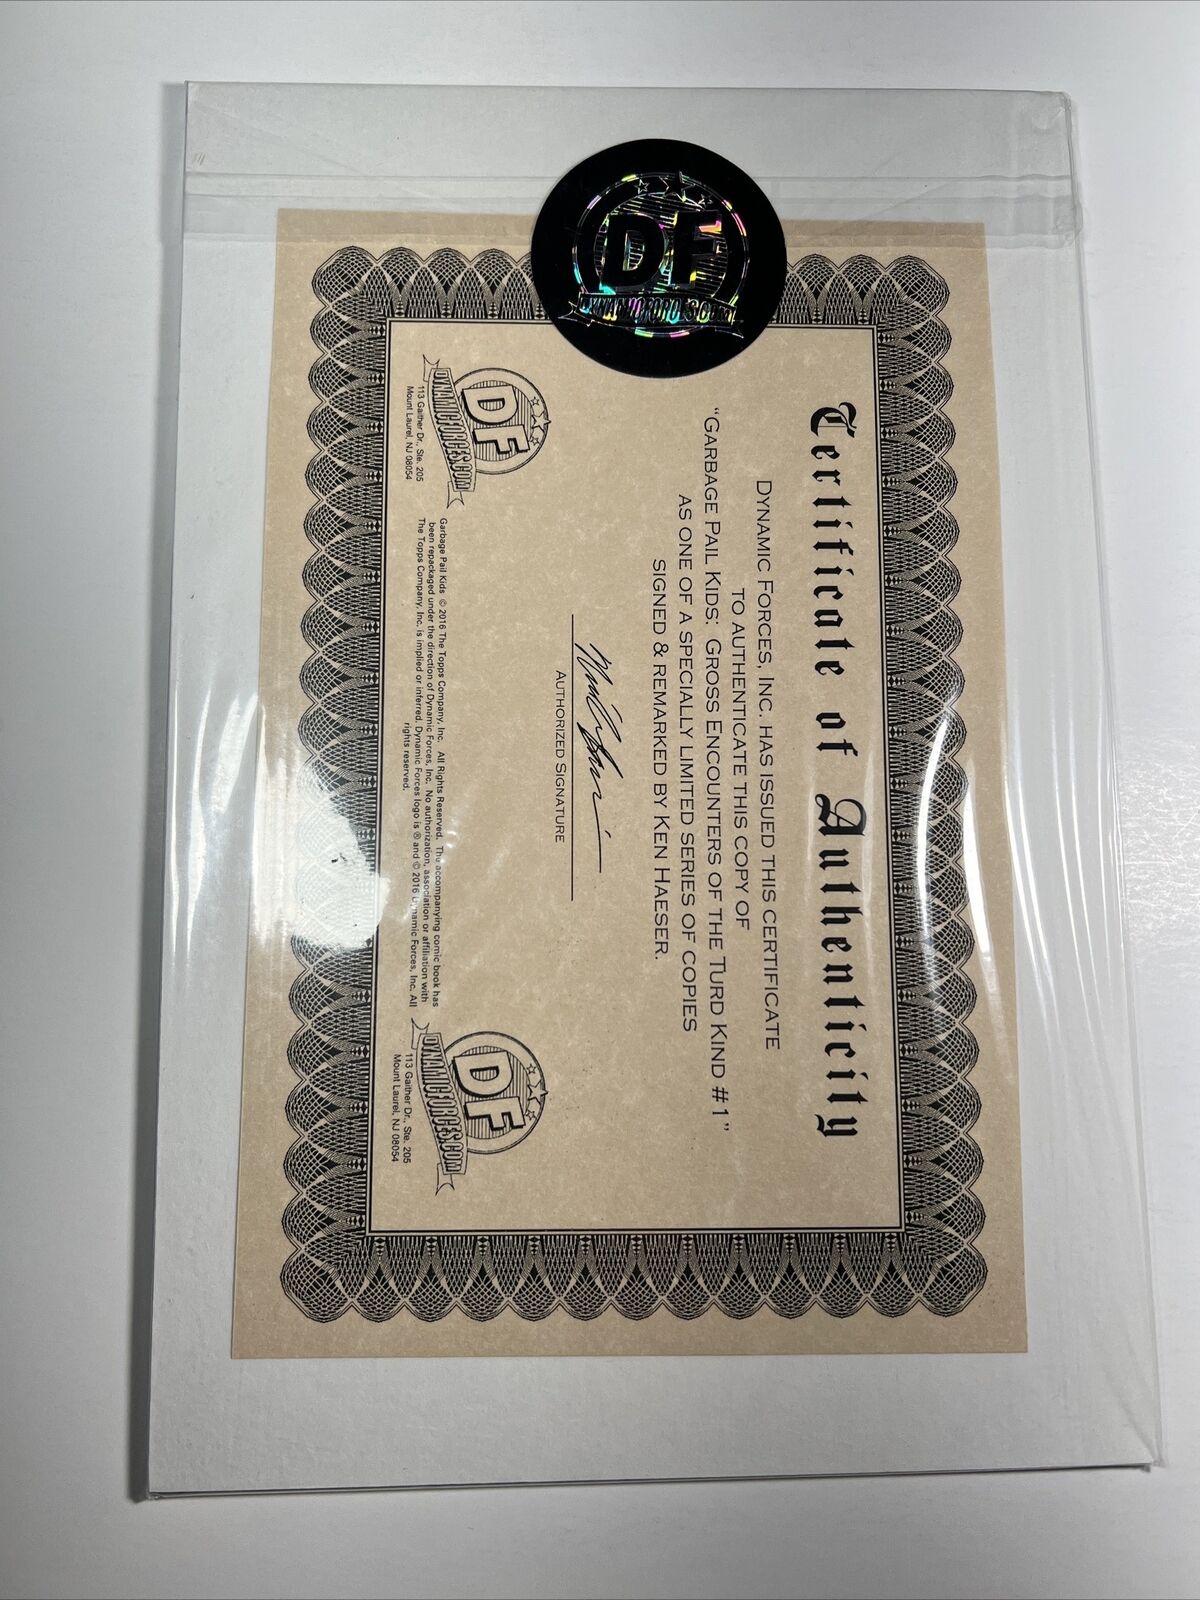 DF
DYNAMICFORCES.COM
Certificate of Authenticity
DYNAMIC FORCES, INC. HAS ISSUED THIS CERTIFICATE
TO AUTHENTICATE THIS COPY OF
"GARBAGE PAIL KIDS: GROSS ENCOUNTERS OF THE TURD KIND #1"
AS ONE OF A SPECIALLY LIMITED SERIES OF COPIES
SIGNED & REMARKED BY KEN HAESER.
AUTHORIZED SIGNATURE
DF
DYNAMICFORCES.COM
113 Gaither Dr., Ste. 205
Mount Laurel, NJ 08054
Garbage Pail Kids © 2016 The Topps Company, Inc. All Rights Reserved. The accompanying comic book has
been repackaged under the direction of Dynamic Forces, Inc. No authorization, association or affiliation with
The Topps Company, Inc. is implied or inferred. Dynamic Forces logo is ® and © 2016 Dynamic Forces, Inc. All
rights reserved.
DF
DYNAMICFORCES.COM
113 Gaither Dr., Ste. 205
Mount Laurel, NJ 08054